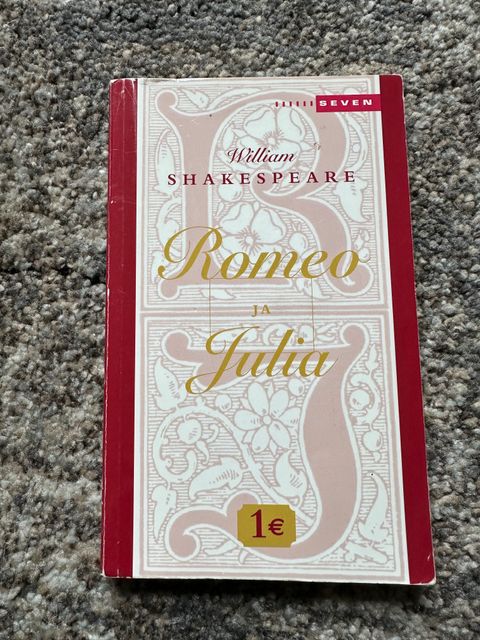 SEVEN
William
SHAKESPEARE
Romeo
JA
Julia
1€